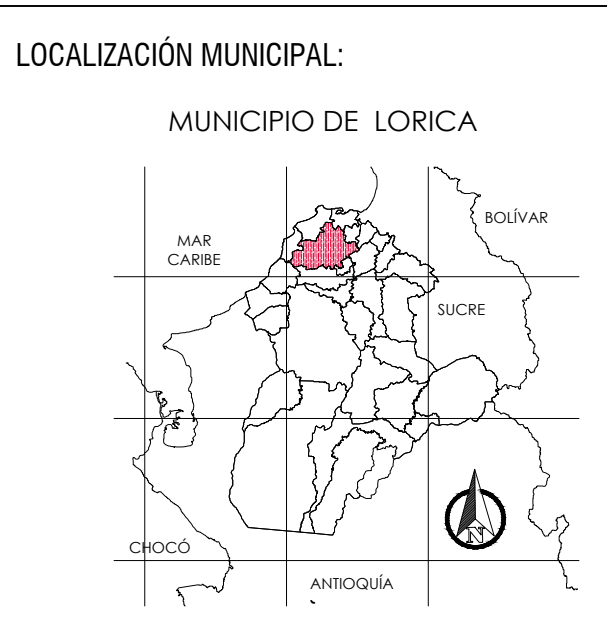 LOCALIZACIÓN MUNICIPAL:
MUNICIPIO DE LORICA
BOLÍVAR
MAR
CARIBE
SUCRE
N
CHOCÓ
ANTIOQUÍA